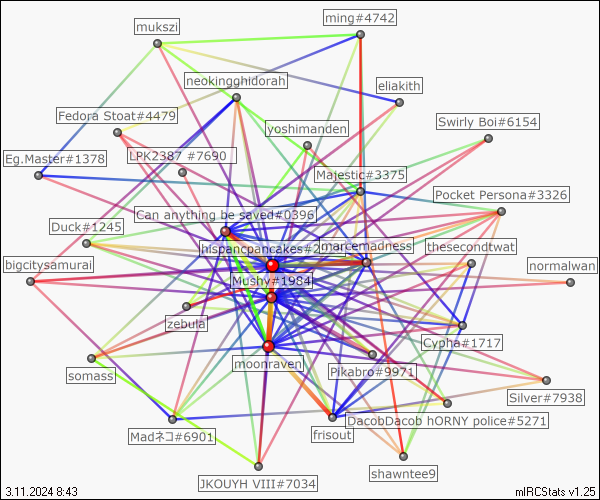 ming#4742
mukszi
neokingghidorah
eliakith
Fedora Stoat#4479
Swirly Boi#6154
yoshimanden
Eg.Master#1378
LPK2387 #7690
Majestic#3375
Pocket Persona#3326
Can anything be saved#0396
Duck#1245
hispancpancakes#2
marcemadness
thesecondtwat
bigcitysamurai
normalwan
Mushy#1984
zebula
Cypha#1717
moonraven
Pikabro#9971
somass
Silver#7938
DacobDacob hORNY police#5271
Madネコ#6901
frisout
shawntee9
JKOUYH VIII#7034
3.11.2024 8:43
mIRCStats v1.25